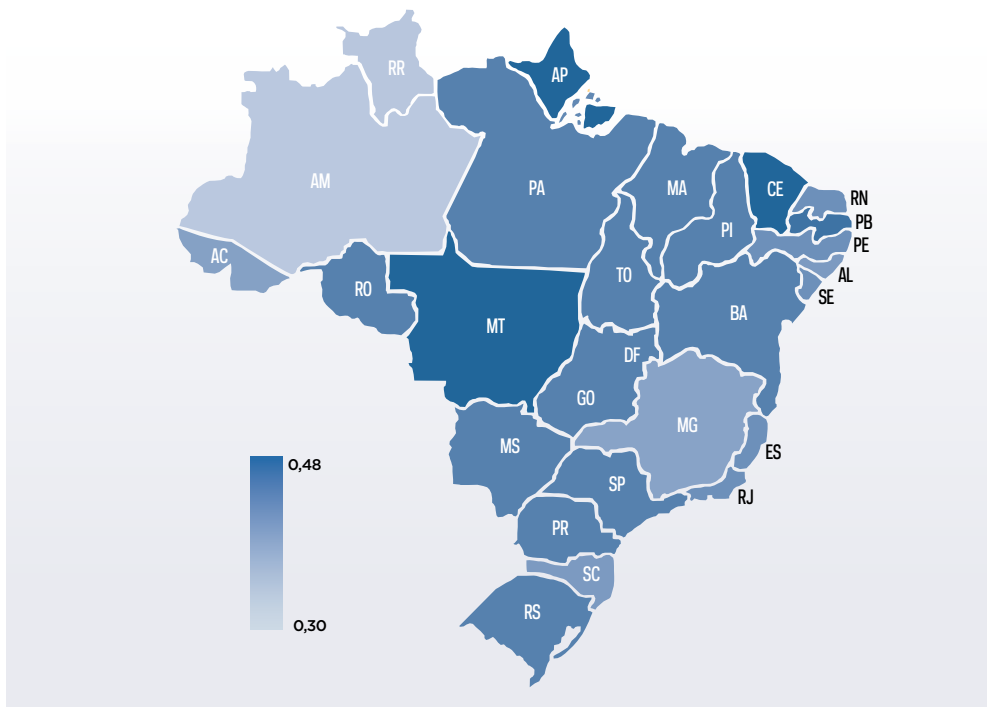 RR
AP
AM
PA
MA
CE
RN
PB
PE
PI
AC
AL
SE
TO
RO
BA
MT
DF
GO
MG
MS
ES
SP
RJ
PR
SC
RS
0,48
0,30